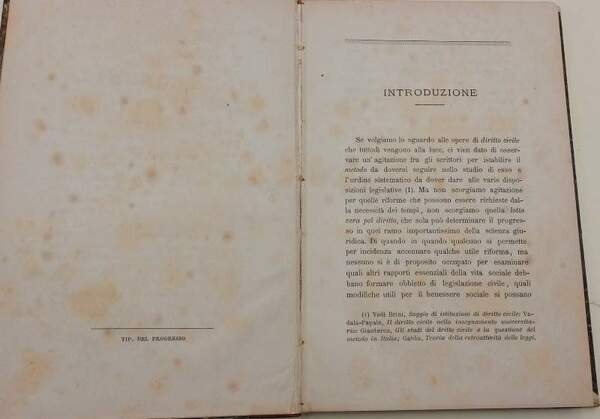 TIP. DEL PROGRESSO
INTRODUZIONE
Se volgiamo lo sguardo alle opere di diritto civile
che tuttodì vengono alla luce, ci vien dato di osser-
vare un'agitazione fra gli scrittori per istabilire il
metodo da doversi seguire nello studio di esso e
l'ordine sistematico da dover dare alle varie dispo-
sizioni legislative (1). Ma non scorgiamo agitazione
per quelle riforme che possono essere richieste dal-
la necessità dei tempi, non scorgiamo quella lotta
vera pel diritto, che sola può determinare il progres-
so in quel ramo importantissimo della scienza giu-
ridica. Di quando in quando qualcuno si permette
per incidenza accennare qualche utile riforma, ma
nessuno si è di proposito occupato per esaminare
quali altri rapporti essenziali della vita sociale deb-
bano formare obbietto di legislazione civile, quali
modifiche utili per il benessere sociale si possano
(1) Vedi Brini, Saggio di istituzioni di diritto civile; Va-
dalà-Papale, Il diritto civile nello insegnamento universita-
rio; Gianturco, Gli studi del diritto civile e la quistione del
metodo in Italia; Gabba, Teoria della retroattività delle leggi,